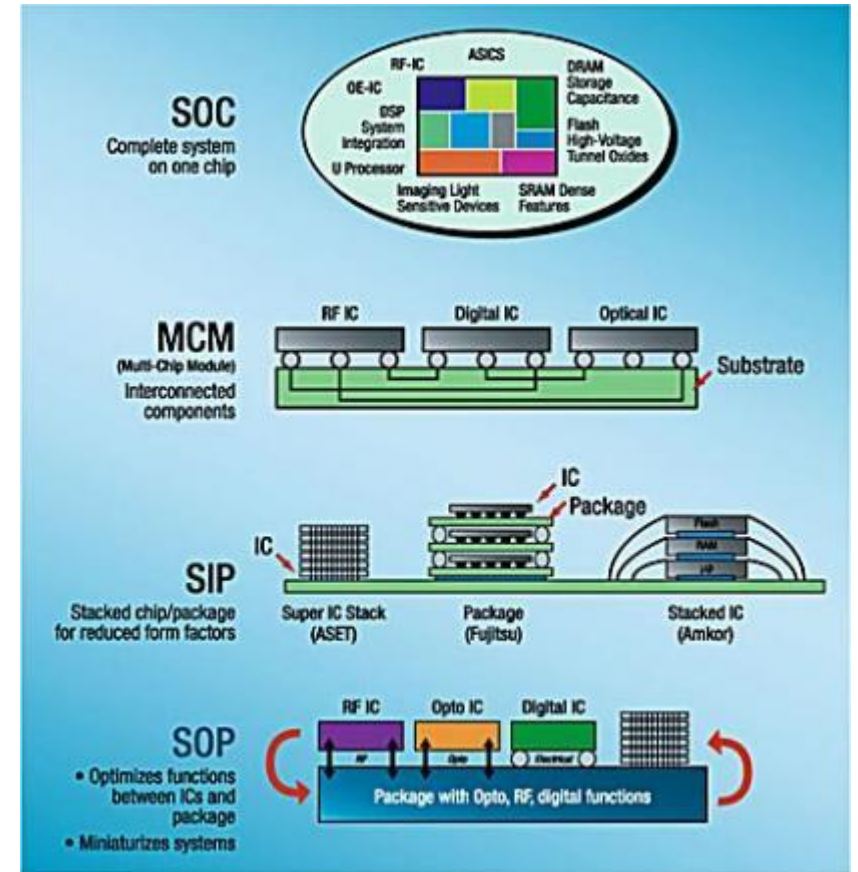 SOC
Complete system
on one chip
RF-IC
ASICS
OE-IC
DSP
System
Integration
U Processor
DRAM
Storage
Capacitance
Flash
High-Voltage
Tunnel Oxides
Imaging Light
Sensitive Devices
SRAM Dense
Features
MCM
(Multi-Chip Module)
Interconnected
components
RF IC
Digital IC
Optical IC
Substrate
SIP
Stacked chip/package
for reduced form factors
IC
IC
Package
Flash
RAM
Super IC Stack
(ASET)
Package
(Fujitsu)
Stacked IC
(Amkor)
SOP
• Optimizes functions
between ICs and
package
• Miniaturizes systems
RF IC
Opto IC
Digital IC
RF
Opto
Electrical
Package with Opto, RF, digital functions